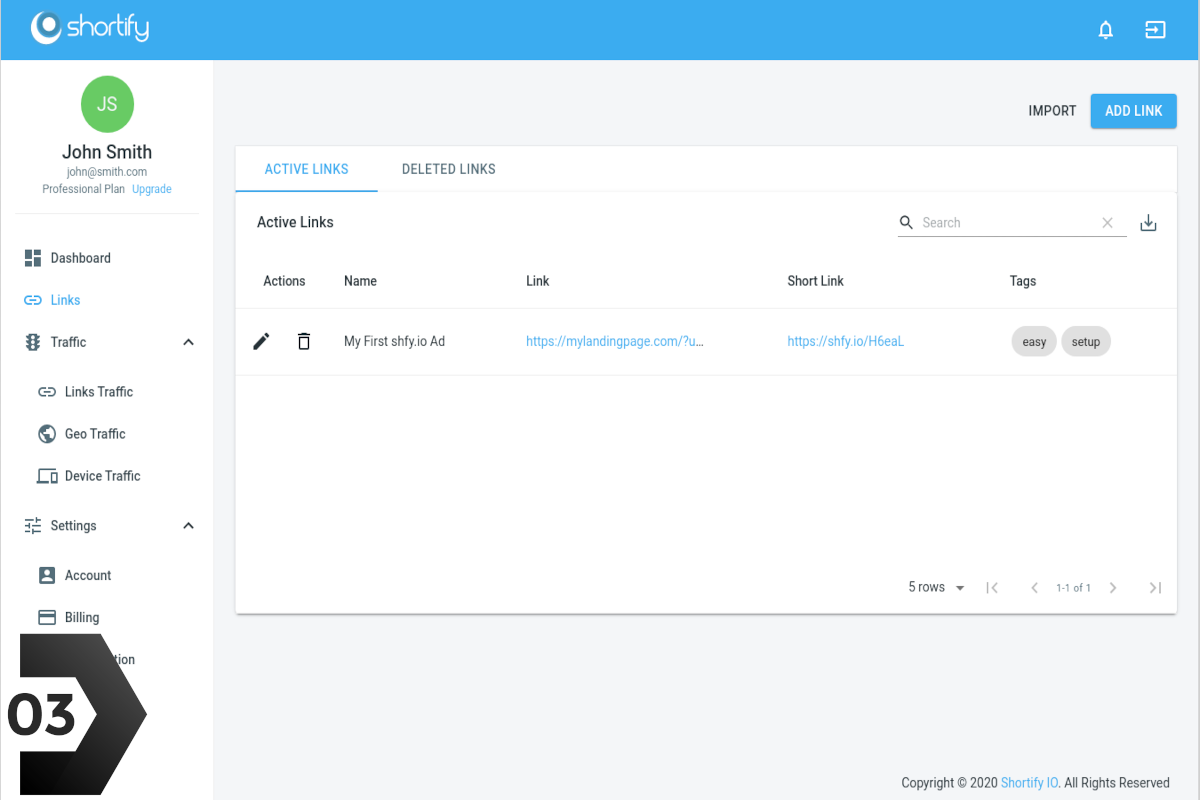 shortify
JS
John Smith
john@smith.com
Professional Plan Upgrade
Dashboard
Links
Traffic
Links Traffic
Geo Traffic
Device Traffic
Settings
Account
Billing
tion
03
IMPORT ADD LINK
ACTIVE LINKS DELETED LINKS
Active Links Search
Actions Name Link Short Link Tags
My First shfy.io Ad https://mylandingpage.com/?u... https://shfy.io/H6eaL easy setup
5 rows 1-1 of 1
Copyright © 2020 Shortify IO. All Rights Reserved